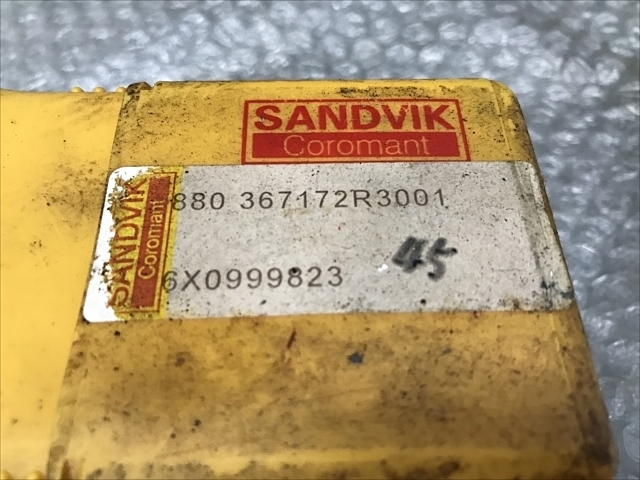 SANDVIK
Coromant
880 367172R3001
6X0999823
45
SANDVIK
Coromant